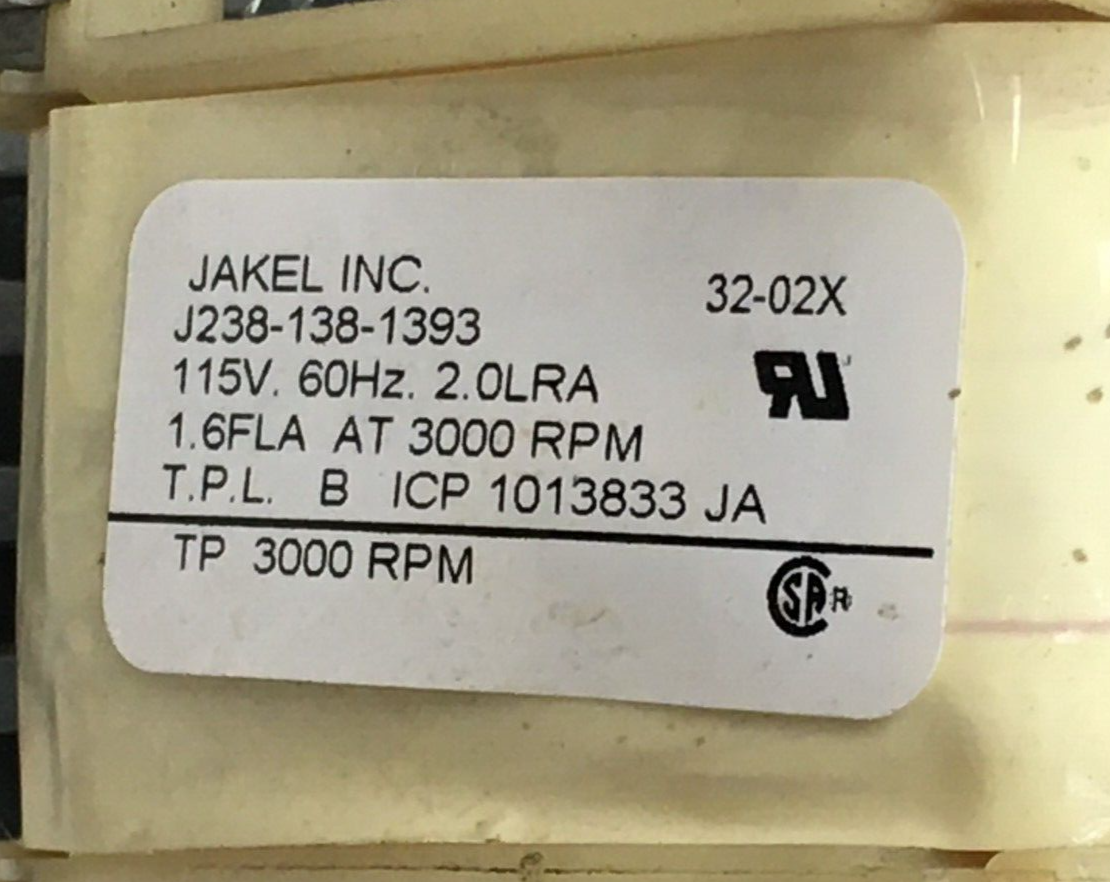 JAKEL INC.
32-02X
J238-138-1393
115V. 60Hz. 2.0LRA
1.6FLA AT 3000 RPM
T.P.L. B ICP 1013833 JA
TP 3000 RPM